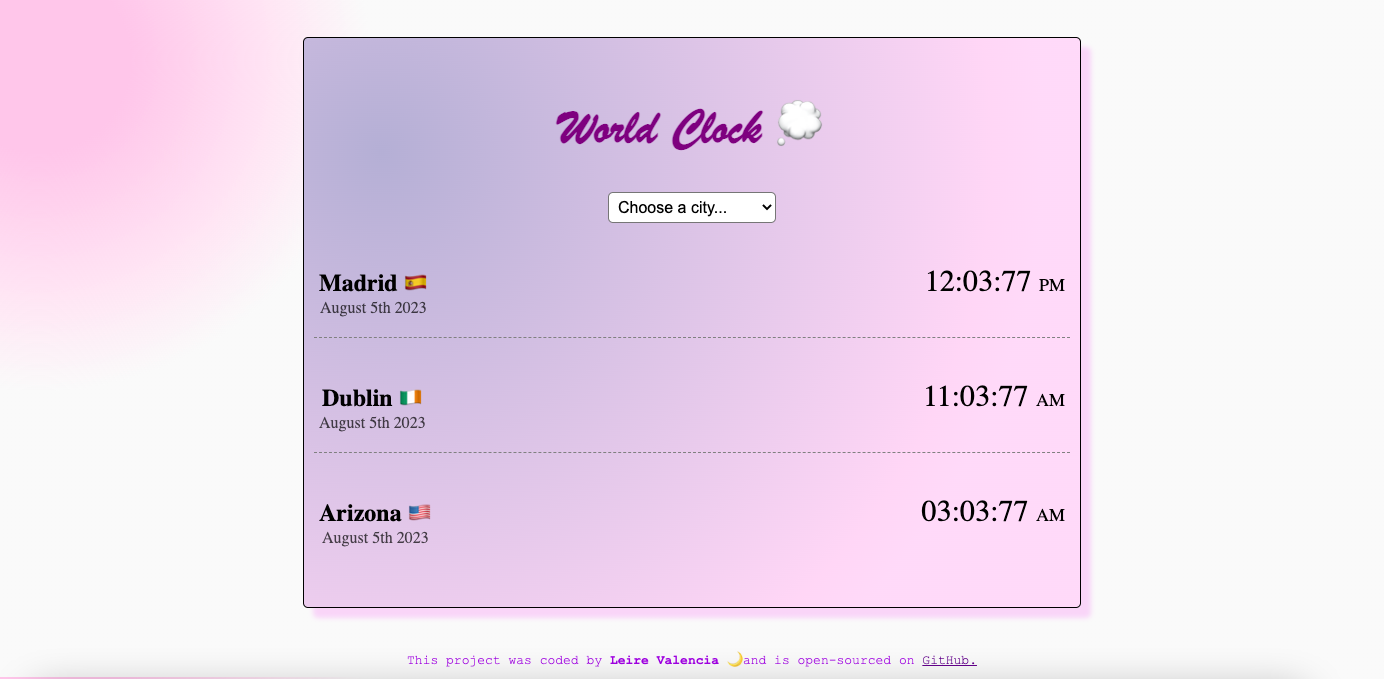 World Clock 💭
Choose a city...
Madrid 🇪🇸
12:03:77 PM
August 5th 2023
Dublin 🇮🇪
11:03:77 AM
August 5th 2023
Arizona 🇺🇸
03:03:77 AM
August 5th 2023
This project was coded by Leire Valencia 🌙and is open-sourced on GitHub.